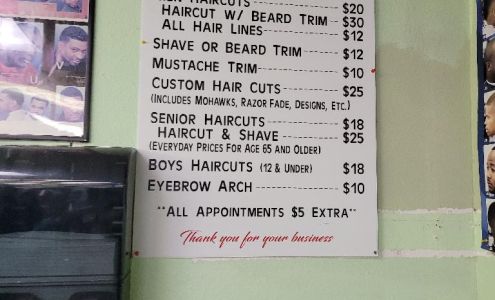 HAIRCUTS ---------- $20
HAIRCUT W/ BEARD TRIM -- $30
ALL HAIR LINES ---------- $12
SHAVE OR BEARD TRIM --- $12
MUSTACHE TRIM ---------- $10
CUSTOM HAIR CUTS ------- $25
(INCLUDES MOHAWKS, RAZOR FADE, DESIGNS, ETC.)
SENIOR HAIRCUTS ---------- $18
HAIRCUT & SHAVE ---------- $25
(EVERYDAY PRICES FOR AGE 65 AND OLDER)
BOYS HAIRCUTS (12 & UNDER) $18
EYEBROW ARCH ---------- $10
**ALL APPOINTMENTS $5 EXTRA**
Thank you for your business